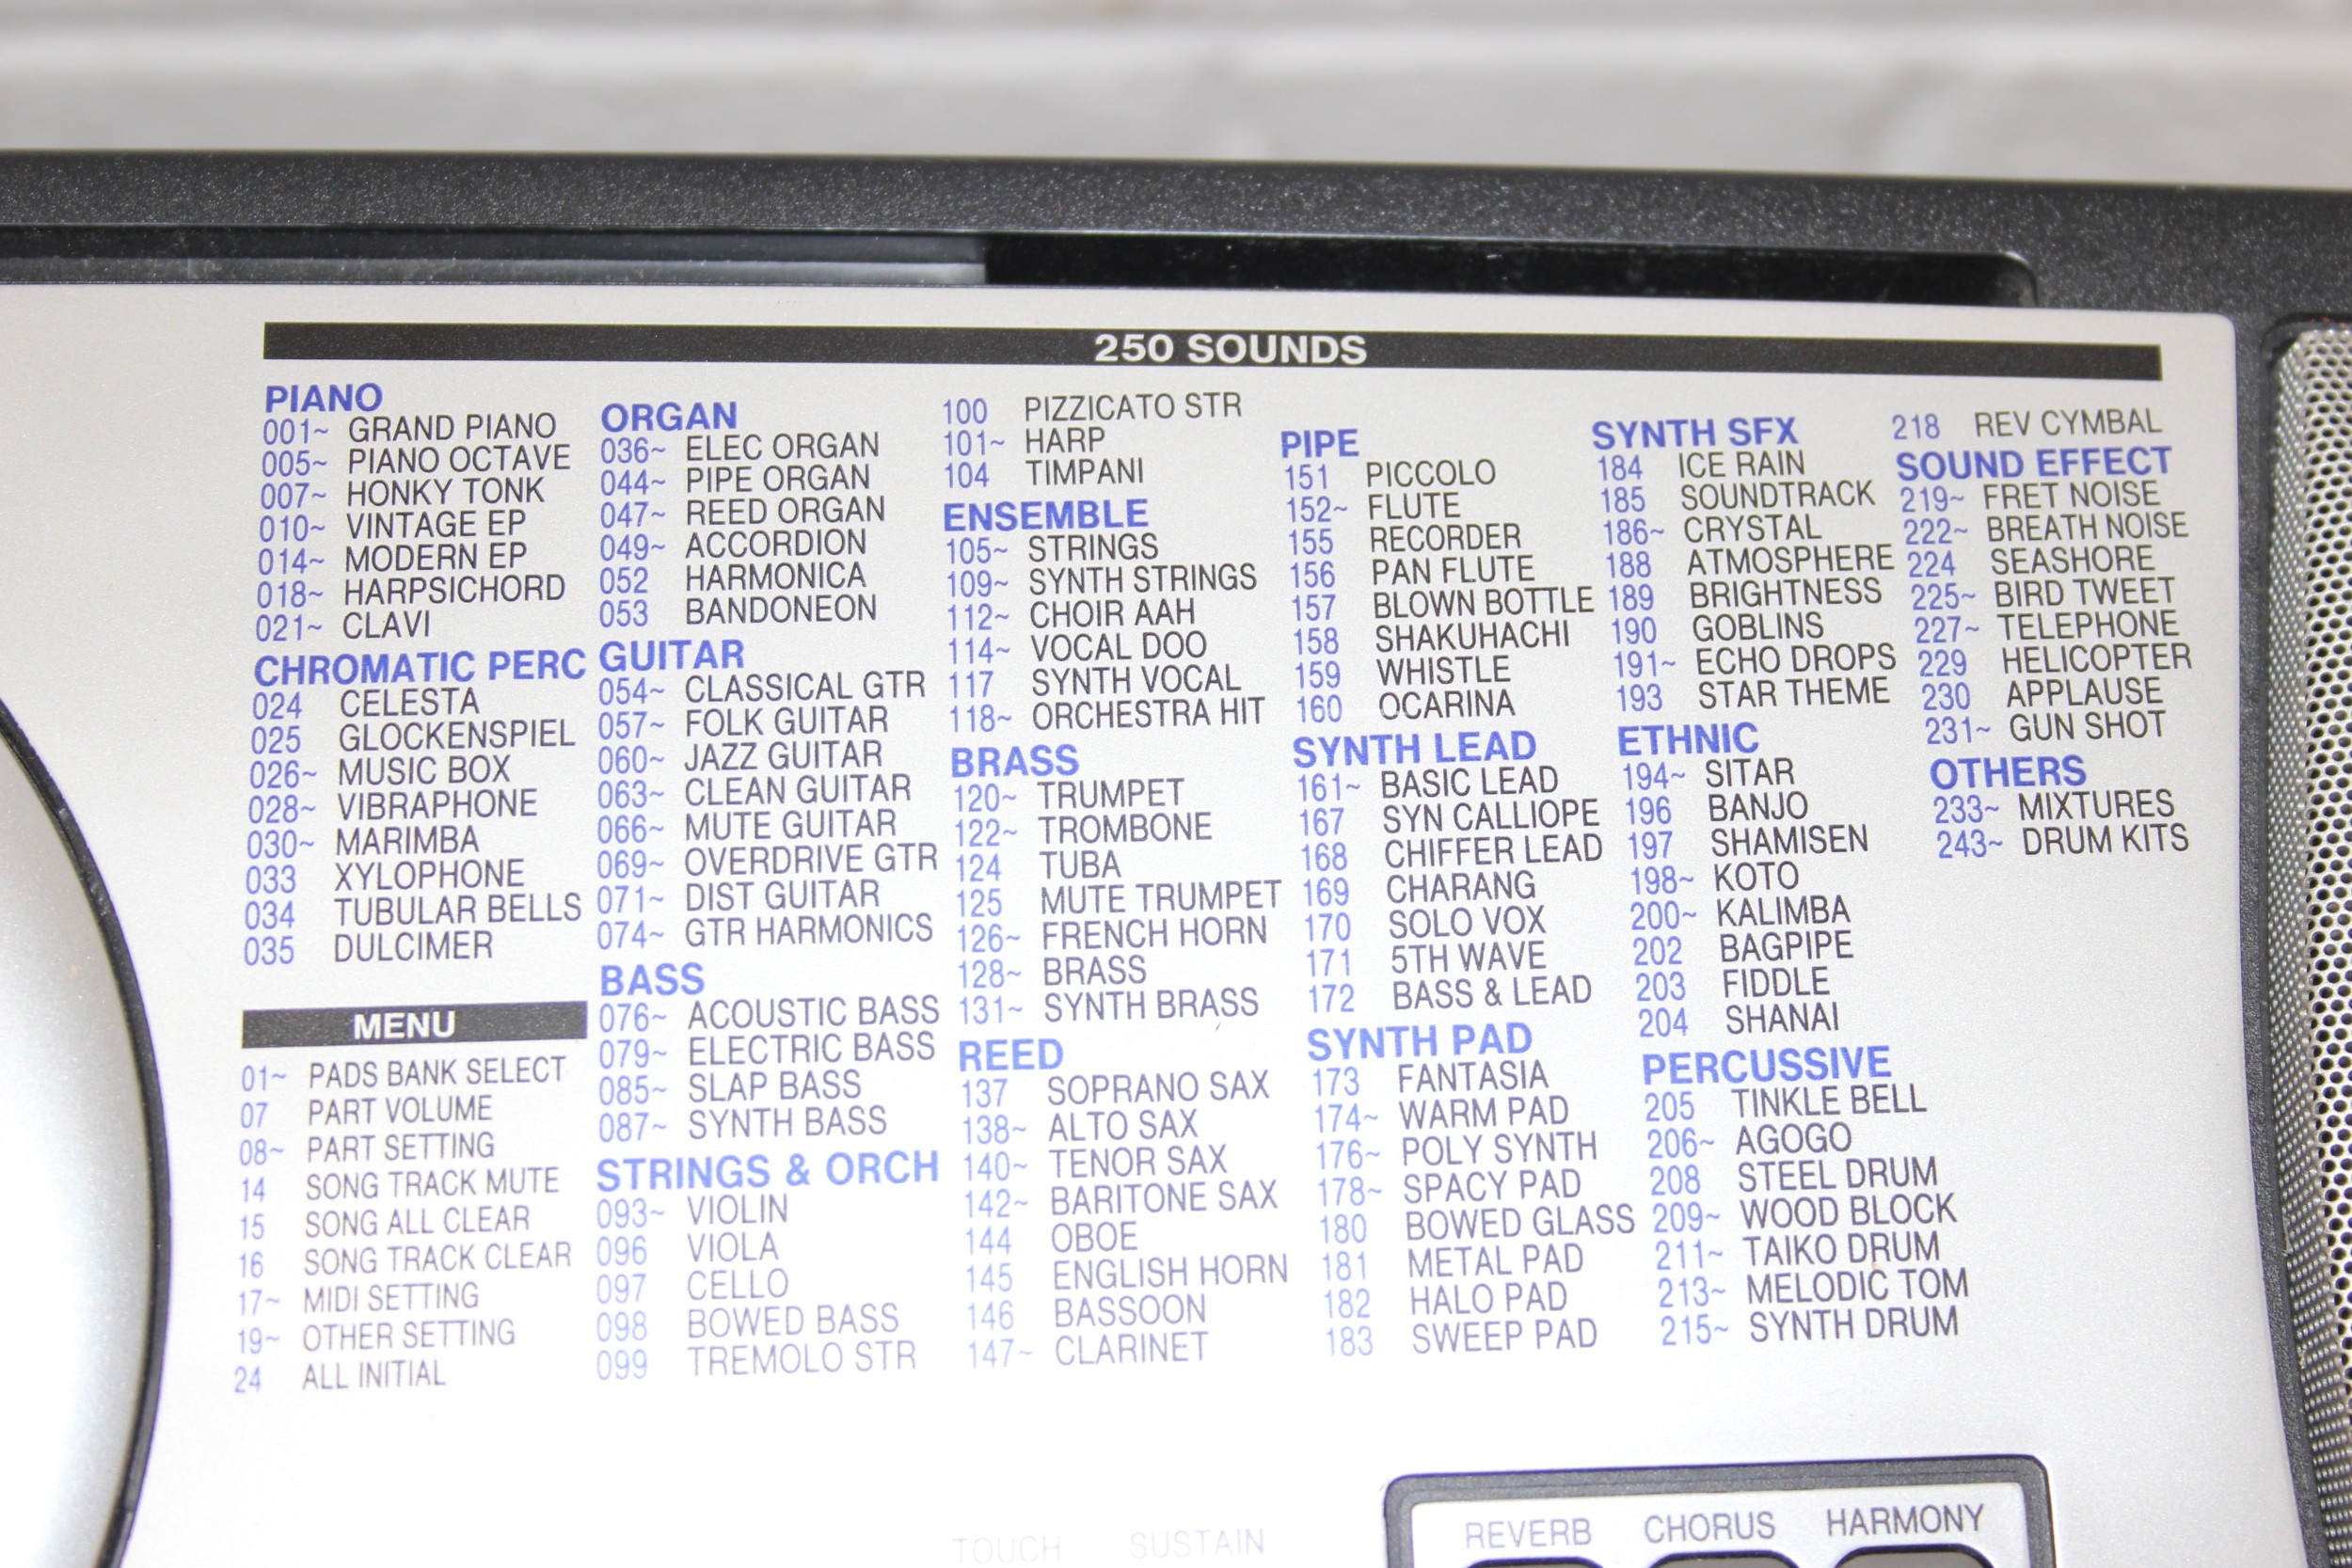 250 SOUNDS
PIANO
001~ GRAND PIANO
005~ PIANO OCTAVE
007~ HONKY TONK
010~ VINTAGE EP
014~ MODERN EP
018~ HARPSICHORD
021~ CLAVI
CHROMATIC PERC
024 CELESTA
025 GLOCKENSPIEL
026~ MUSIC BOX
028~ VIBRAPHONE
030~ MARIMBA
033 XYLOPHONE
034 TUBULAR BELLS
035 DULCIMER
MENU
01~ PADS BANK SELECT
07 PART VOLUME
08~ PART SETTING
14 SONG TRACK MUTE
15 SONG ALL CLEAR
16 SONG TRACK CLEAR
17~ MIDI SETTING
19~ OTHER SETTING
24 ALL INITIAL
ORGAN
036~ ELEC ORGAN
044~ PIPE ORGAN
047~ REED ORGAN
049~ ACCORDION
052 HARMONICA
053 BANDONEON
GUITAR
054~ CLASSICAL GTR
057~ FOLK GUITAR
060~ JAZZ GUITAR
063~ CLEAN GUITAR
066~ MUTE GUITAR
069~ OVERDRIVE GTR
071~ DIST GUITAR
074~ GTR HARMONICS
BASS
076~ ACOUSTIC BASS
079~ ELECTRIC BASS
085~ SLAP BASS
087~ SYNTH BASS
STRINGS & ORCH
093~ VIOLIN
096 VIOLA
097 CELLO
098 BOWED BASS
099 TREMOLO STR
100 PIZZICATO STR
101~ HARP
104 TIMPANI
ENSEMBLE
105~ STRINGS
109~ SYNTH STRINGS
112~ CHOIR AAH
114~ VOCAL DOO
117 SYNTH VOCAL
118~ ORCHESTRA HIT
BRASS
120~ TRUMPET
122~ TROMBONE
124 TUBA
125 MUTE TRUMPET
126~ FRENCH HORN
128~ BRASS
131~ SYNTH BRASS
REED
137 SOPRANO SAX
138~ ALTO SAX
140~ TENOR SAX
142~ BARITONE SAX
144 OBOE
145 ENGLISH HORN
146 BASSOON
147~ CLARINET
PIPE
151 PICCOLO
152~ FLUTE
155 RECORDER
156 PAN FLUTE
157 BLOWN BOTTLE
158 SHAKUHACHI
159 WHISTLE
160 OCARINA
SYNTH LEAD
161~ BASIC LEAD
167 SYN CALLIOPE
168 CHIFFER LEAD
169 CHARANG
170 SOLO VOX
171 5TH WAVE
172 BASS & LEAD
SYNTH PAD
173 FANTASIA
174~ WARM PAD
176~ POLY SYNTH
178~ SPACY PAD
180 BOWED GLASS
181 METAL PAD
182 HALO PAD
183 SWEEP PAD
SYNTH SFX
184 ICE RAIN
185 SOUNDTRACK
186~ CRYSTAL
188 ATMOSPHERE
189 BRIGHTNESS
190 GOBLINS
191~ ECHO DROPS
193 STAR THEME
ETHNIC
194~ SITAR
196 BANJO
197 SHAMISEN
198~ KOTO
200~ KALIMBA
202 BAGPIPE
203 FIDDLE
204 SHANAI
PERCUSSIVE
205 TINKLE BELL
206~ AGOGO
208 STEEL DRUM
209~ WOOD BLOCK
211~ TAIKO DRUM
213~ MELODIC TOM
215~ SYNTH DRUM
218 REV CYMBAL
SOUND EFFECT
219~ FRET NOISE
222~ BREATH NOISE
224 SEASHORE
225~ BIRD TWEET
227~ TELEPHONE
229 HELICOPTER
230 APPLAUSE
231~ GUN SHOT
OTHERS
233~ MIXTURES
243~ DRUM KITS
TOUCH SUSTAIN
REVERB CHORUS HARMONY